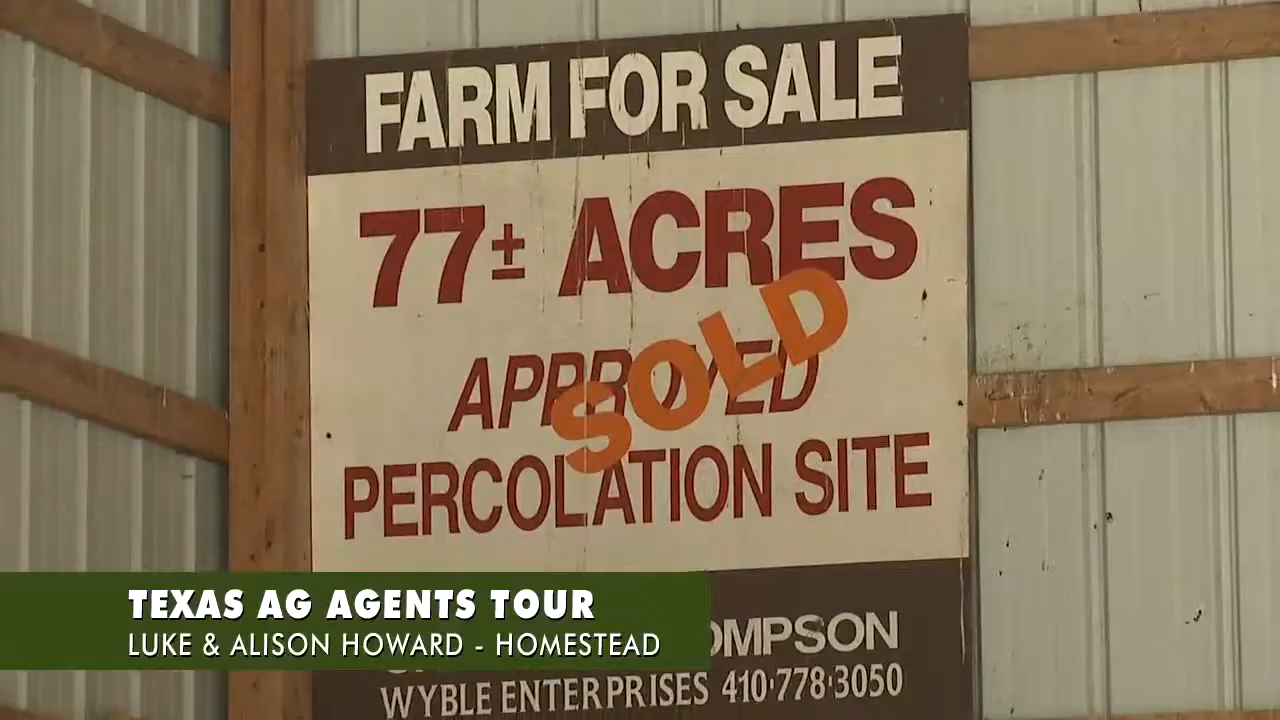 FARM FOR SALE
77± ACRES
APPROVED
SOLD
PERCOLATION SITE
TEXAS AG AGENTS TOUR
LUKE & ALISON HOWARD - HOMESTEAD
WYBLE ENTERPRISES 410·778·3050